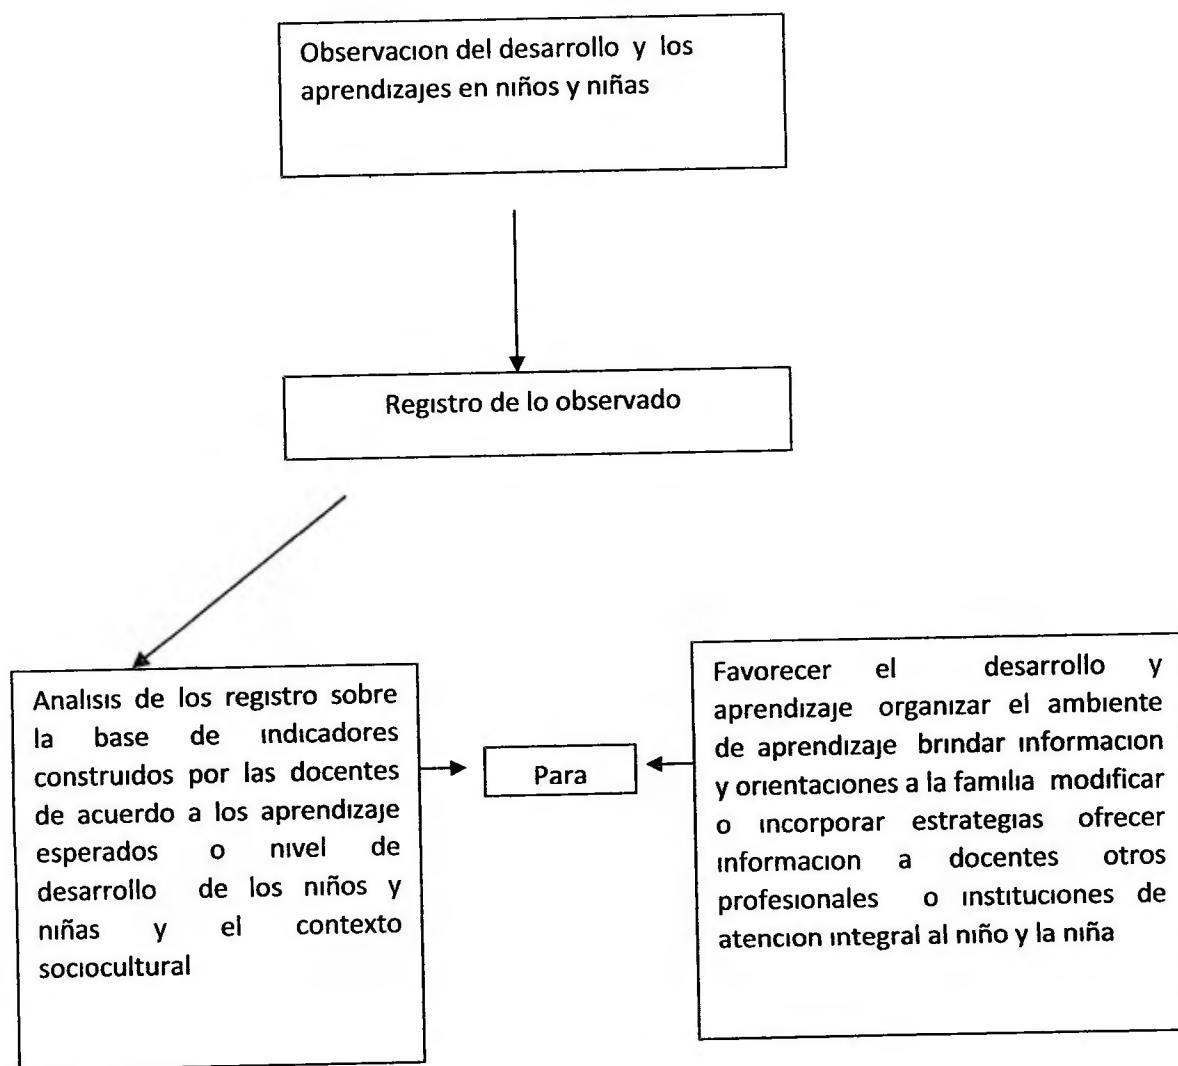 Observacion del desarrollo y los
aprendizajes en niños y niñas
Registro de lo observado
Analisis de los registro sobre
la base de indicadores
construidos por las docentes
de acuerdo a los aprendizaje
esperados o nivel de
desarrollo de los niños y
niñas y el contexto
sociocultural
Para
Favorecer el desarrollo y
aprendizaje organizar el ambiente
de aprendizaje brindar informacion
y orientaciones a la familia modificar
o incorporar estrategias ofrecer
informacion a docentes otros
profesionales o instituciones de
atencion integral al niño y la niña